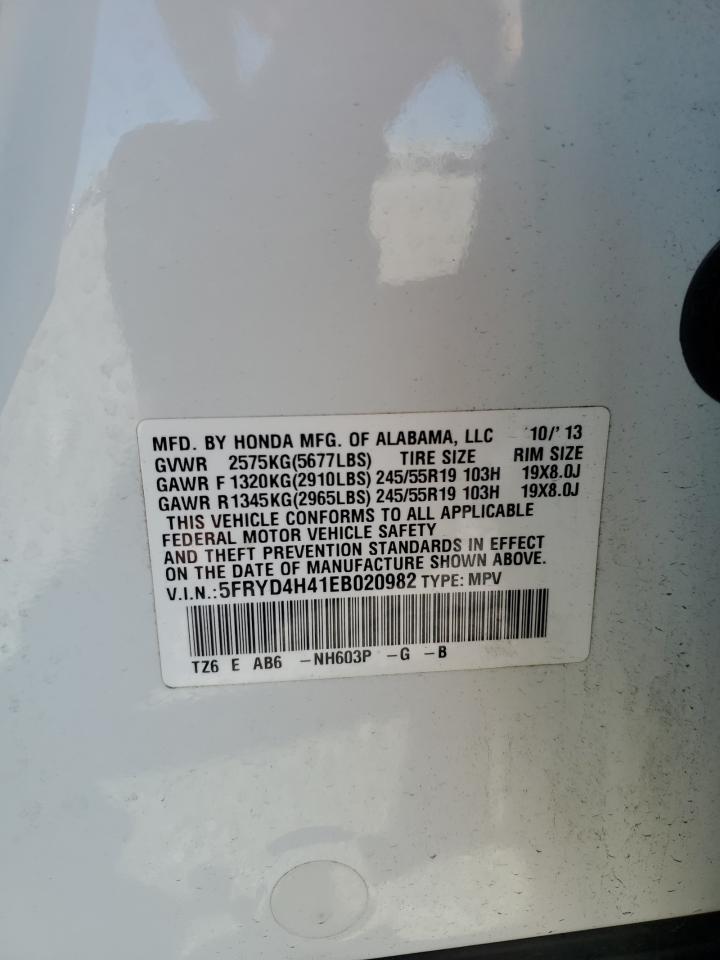 MFD. BY HONDA MFG. OF ALABAMA, LLC 10/' 13
GVWR 2575KG(5677LBS) TIRE SIZE RIM SIZE
GAWR F 1320KG(2910LBS) 245/55R19 103H 19X8.0J
GAWR R1345KG(2965LBS) 245/55R19 103H 19X8.0J
THIS VEHICLE CONFORMS TO ALL APPLICABLE
FEDERAL MOTOR VEHICLE SAFETY
AND THEFT PREVENTION STANDARDS IN EFFECT
ON THE DATE OF MANUFACTURE SHOWN ABOVE.
V.I.N.:5FRYD4H41EB020982 TYPE: MPV
TZ6 E AB6 -NH603P -G -B